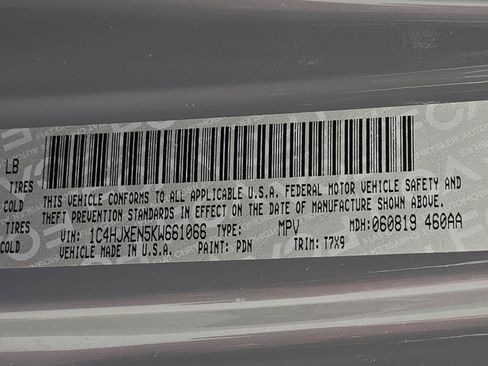 LB
TIRES
COLD
TIRES
COLD
THIS VEHICLE CONFORMS TO ALL APPLICABLE U.S.A. FEDERAL MOTOR VEHICLE SAFETY AND
THEFT PREVENTION STANDARDS IN EFFECT ON THE DATE OF MANUFACTURE SHOWN ABOVE.
VIN: 1C4HJXEN5KW661066 TYPE: MPV MDH:060819 460AA
VEHICLE MADE IN U.S.A. PAINT: PDN TRIM: T7X9